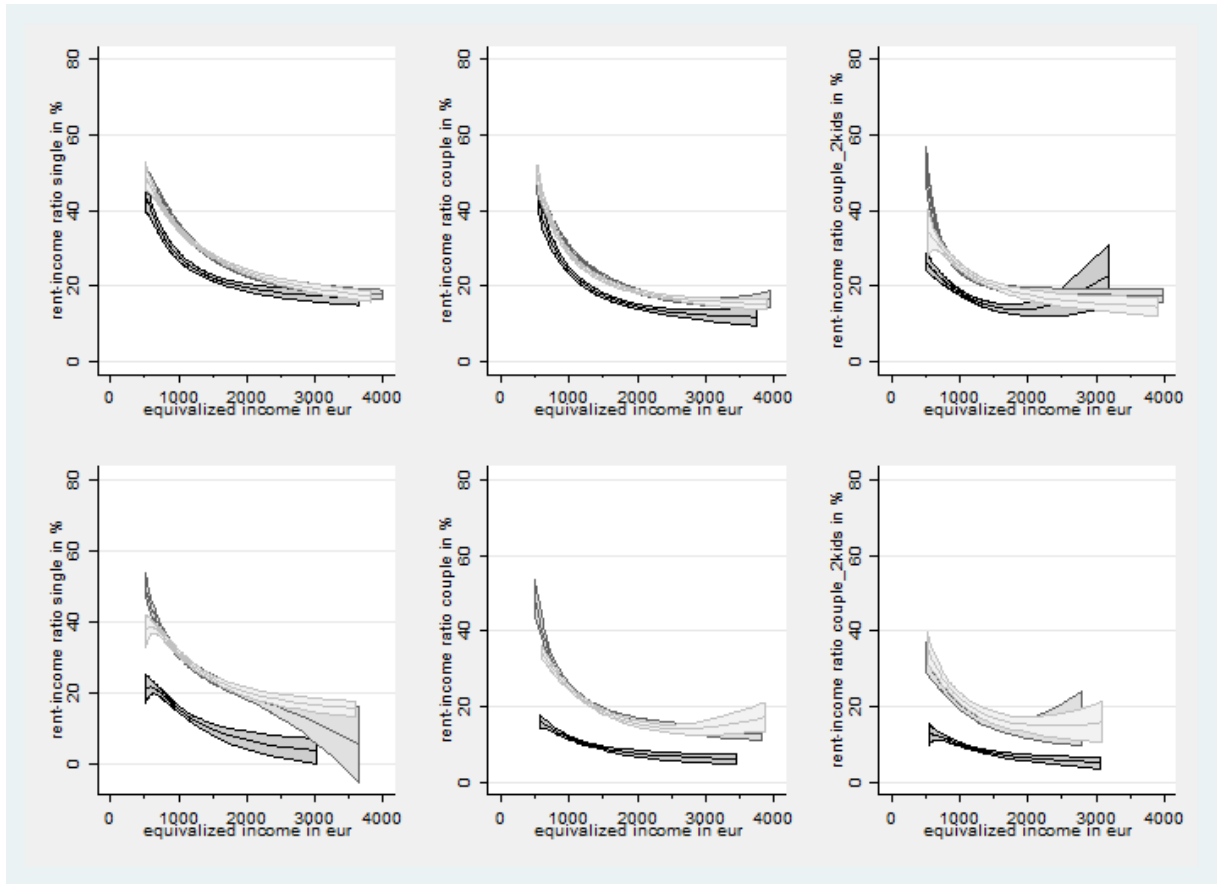 rent-income ratio single in %
80
60
40
20
0
0 1000 2000 3000 4000
equivalized income in eur
rent-income ratio couple in %
80
60
40
20
0
0 1000 2000 3000 4000
equivalized income in eur
rent-income ratio couple_2kids in %
80
60
40
20
0
0 1000 2000 3000 4000
equivalized income in eur
rent-income ratio single in %
80
60
40
20
0
0 1000 2000 3000 4000
equivalized income in eur
rent-income ratio couple in %
80
60
40
20
0
0 1000 2000 3000 4000
equivalized income in eur
rent-income ratio couple_2kids in %
80
60
40
20
0
0 1000 2000 3000 4000
equivalized income in eur